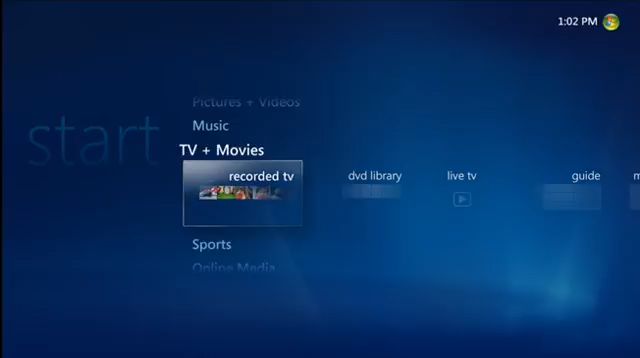 1:02 PM
start
Pictures + Videos
Music
TV + Movies
recorded tv
dvd library
live tv
guide
Sports
Online Media